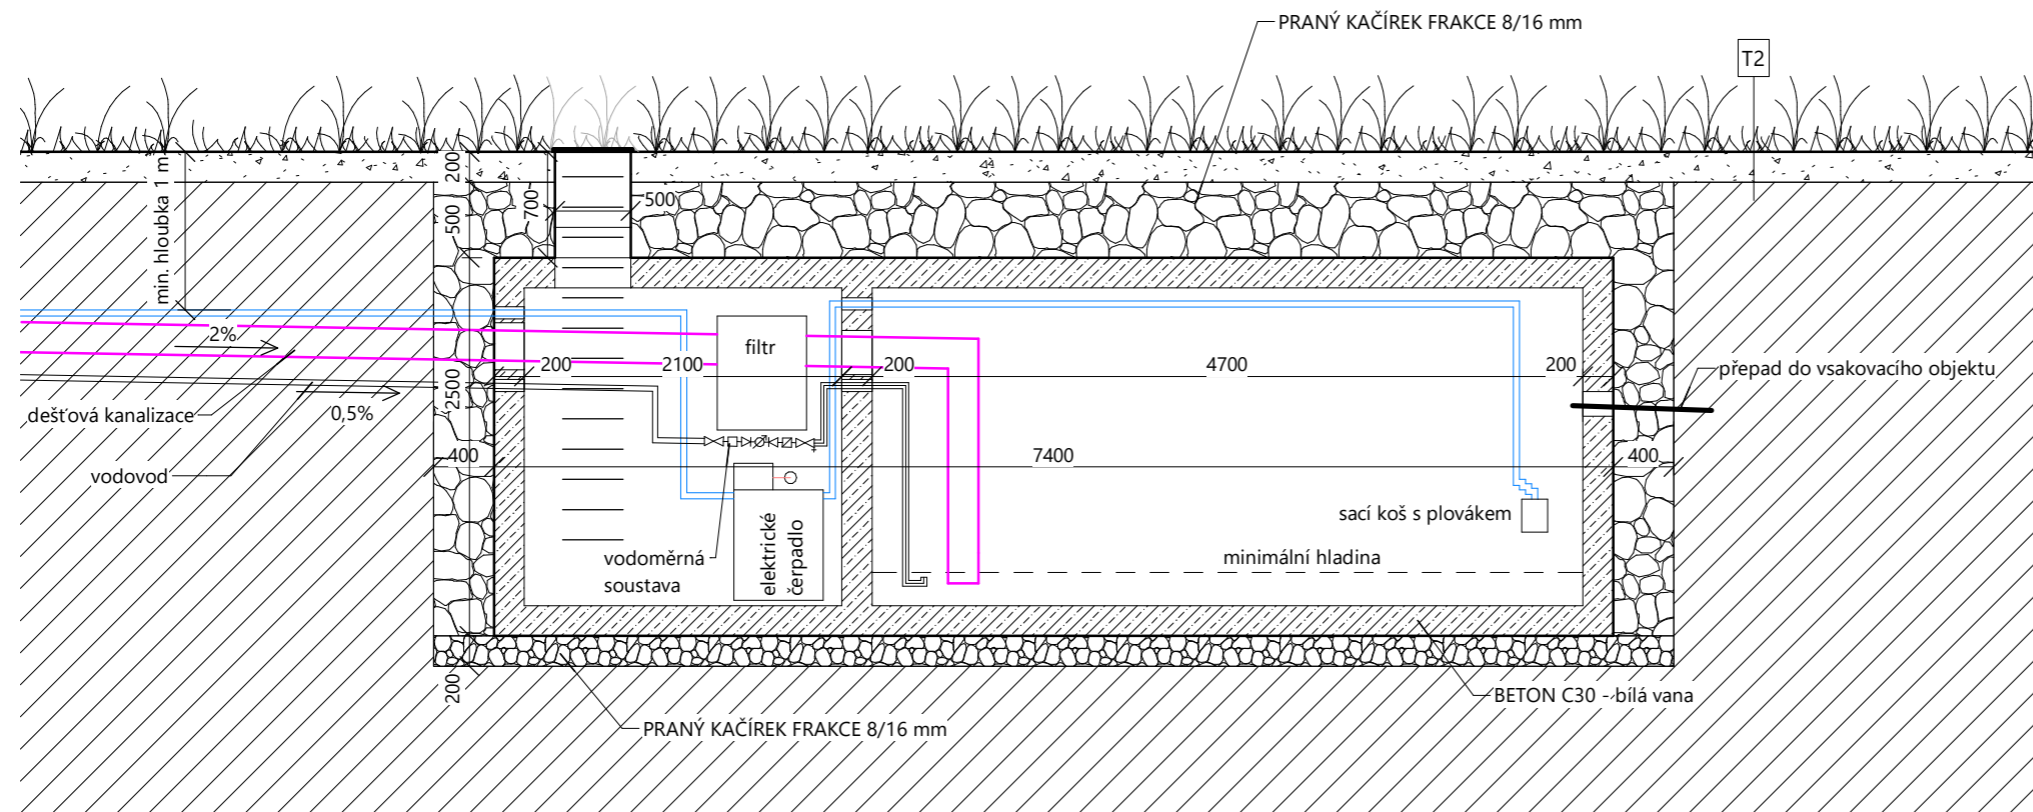 PRANÝ KAČÍREK FRAKCE 8/16 mm
T2
min. hloubka 1 m
200
500
700
500
2%
filtr
200
2100
200
4700
200
přepad do vsakovacího objektu
2500
dešťová kanalizace
0,5%
vodovod
400
7400
400
sací koš s plovákem
elektrické
čerpadlo
vodoměrná
soustava
minimální hladina
200
BETON C30 - bílá vana
PRANÝ KAČÍREK FRAKCE 8/16 mm